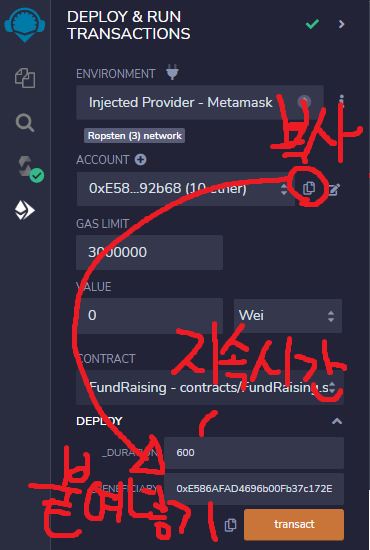 DEPLOY & RUN
TRANSACTIONS
ENVIRONMENT
Injected Provider - Metamask
Ropsten (3) network
복사
ACCOUNT
0xE58...92b68 (10 ether)
GAS LIMIT
3000000
VALUE
0
Wei
지속시간
CONTRACT
FundRaising - contracts/FundRaising.s
DEPLOY
_DURATION
600
붙여넣기
_BENEFICIARY
0xE586AFAD4696b00Fb37c172E
transact